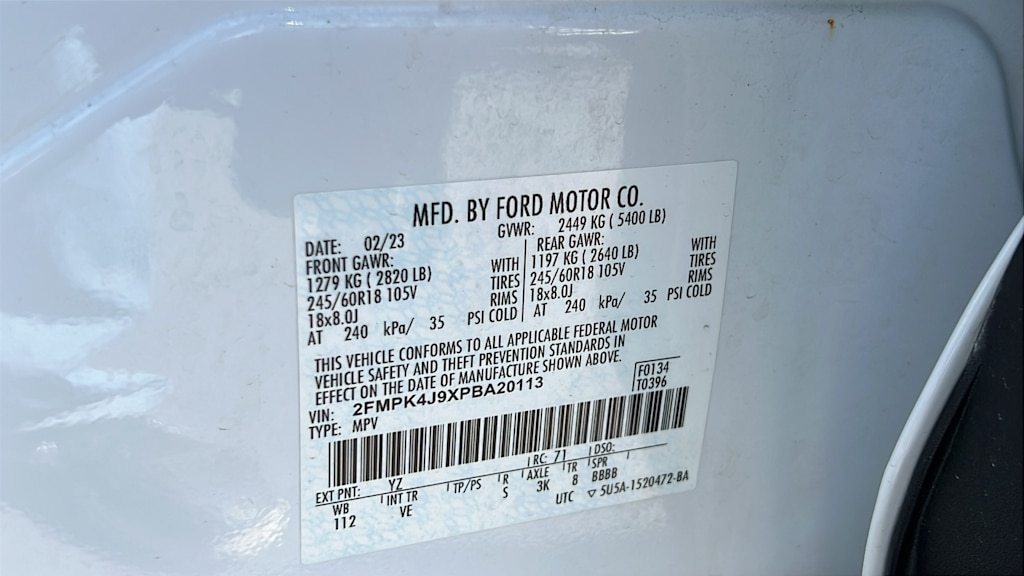 MFD. BY FORD MOTOR CO.
DATE: 02/23 GVWR: 2449 KG ( 5400 LB)
FRONT GAWR: REAR GAWR:
1279 KG ( 2820 LB) WITH 1197 KG ( 2640 LB) WITH
245/60R18 105V TIRES 245/60R18 105V TIRES
18x8.0J RIMS 18x8.0J RIMS
AT 240 kPa/ 35 PSI COLD AT 240 kPa/ 35 PSI COLD
THIS VEHICLE CONFORMS TO ALL APPLICABLE FEDERAL MOTOR
VEHICLE SAFETY AND THEFT PREVENTION STANDARDS IN
EFFECT ON THE DATE OF MANUFACTURE SHOWN ABOVE.
VIN: 2FMPK4J9XPBA20113 F0134
TYPE: MPV T0396
EXT PNT: YZ RC: 71 DSO:
WB INT TR TP/PS R AXLE TR SPR
112 VE S 3K 8 BBBB
UTC ▽ 5U5A-1520472-BA